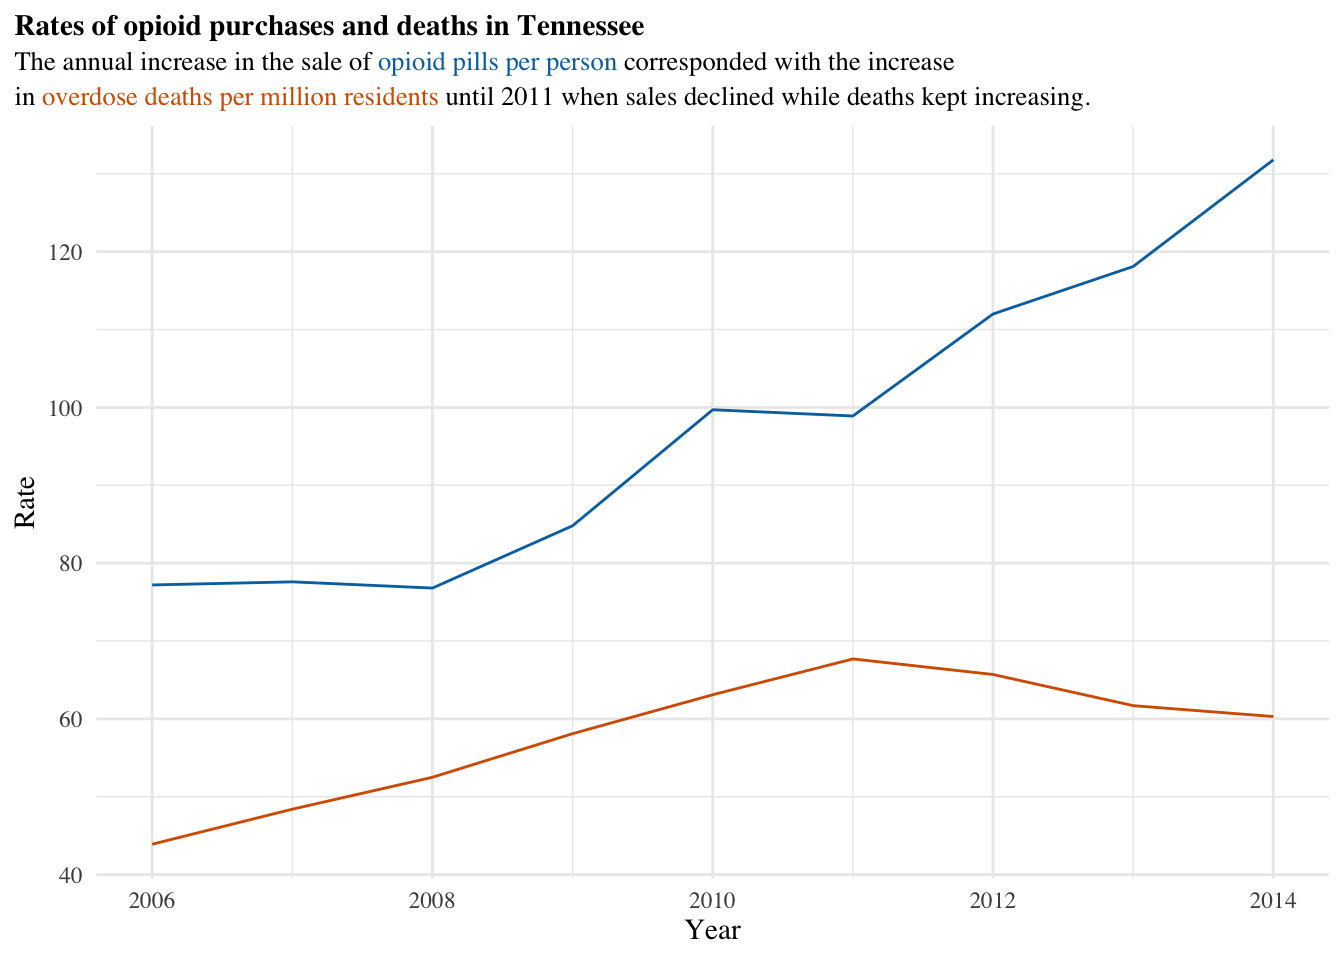 Rates of opioid purchases and deaths in Tennessee
The annual increase in the sale of opioid pills per person corresponded with the increase
in overdose deaths per million residents until 2011 when sales declined while deaths kept increasing.
120
100
80
60
40
Rate
2006 2008 2010 2012 2014
Year